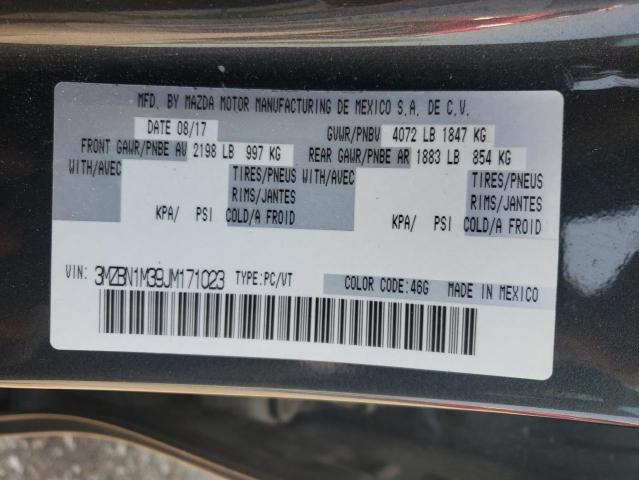 MFD. BY MAZDA MOTOR MANUFACTURING DE MEXICO S.A. DE C.V.
DATE 08/17 GVWR/PNBV 4072 LB 1847 KG
FRONT GAWR/PNBE AV 2198 LB 997 KG REAR GAWR/PNBE AR 1883 LB 854 KG
WITH/AVEC TIRES/PNEUS WITH/AVEC TIRES/PNEUS
RIMS/JANTES RIMS/JANTES
KPA/ PSI COLD/A FROID KPA/ PSI COLD/A FROID
VIN: 3MZBN1M39JM171023 TYPE:PC/VT COLOR CODE:46G MADE IN MEXICO